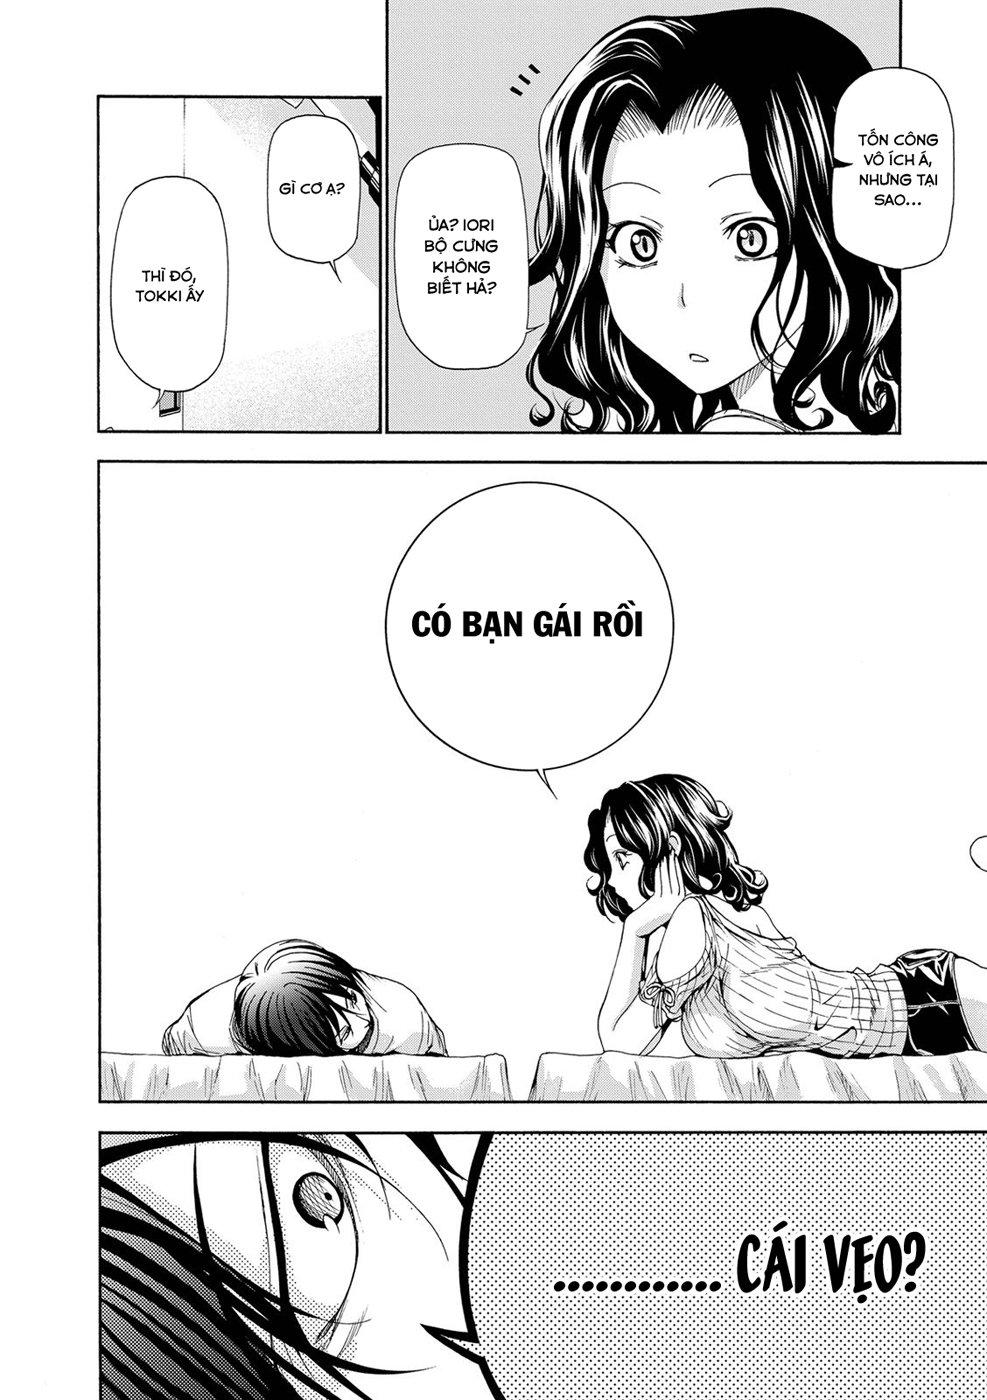 TỐN CÔNG
VÔ ÍCH Á,
NHƯNG TẠI
SAO...
ỦA? IORI
BỘ CƯNG
KHÔNG
BIẾT HẢ?
GÌ CƠ Ạ?
THÌ ĐÓ,
TOKKI ẤY
CÓ BẠN GÁI RỒI
............ CÁI VẸO?